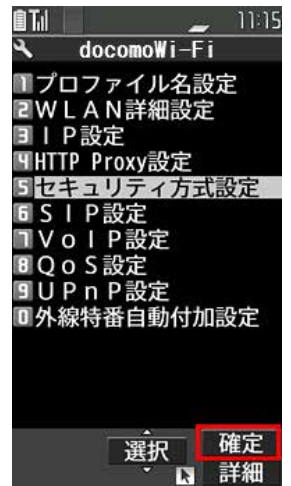 11:15
docomoWi-Fi
1プロファイル名設定
2WLAN詳細設定
3IP設定
4HTTP Proxy設定
5セキュリティ方式設定
6SIP設定
7VoIP設定
8QoS設定
9UPnP設定
0外線特番自動付加設定
選択 確定
詳細